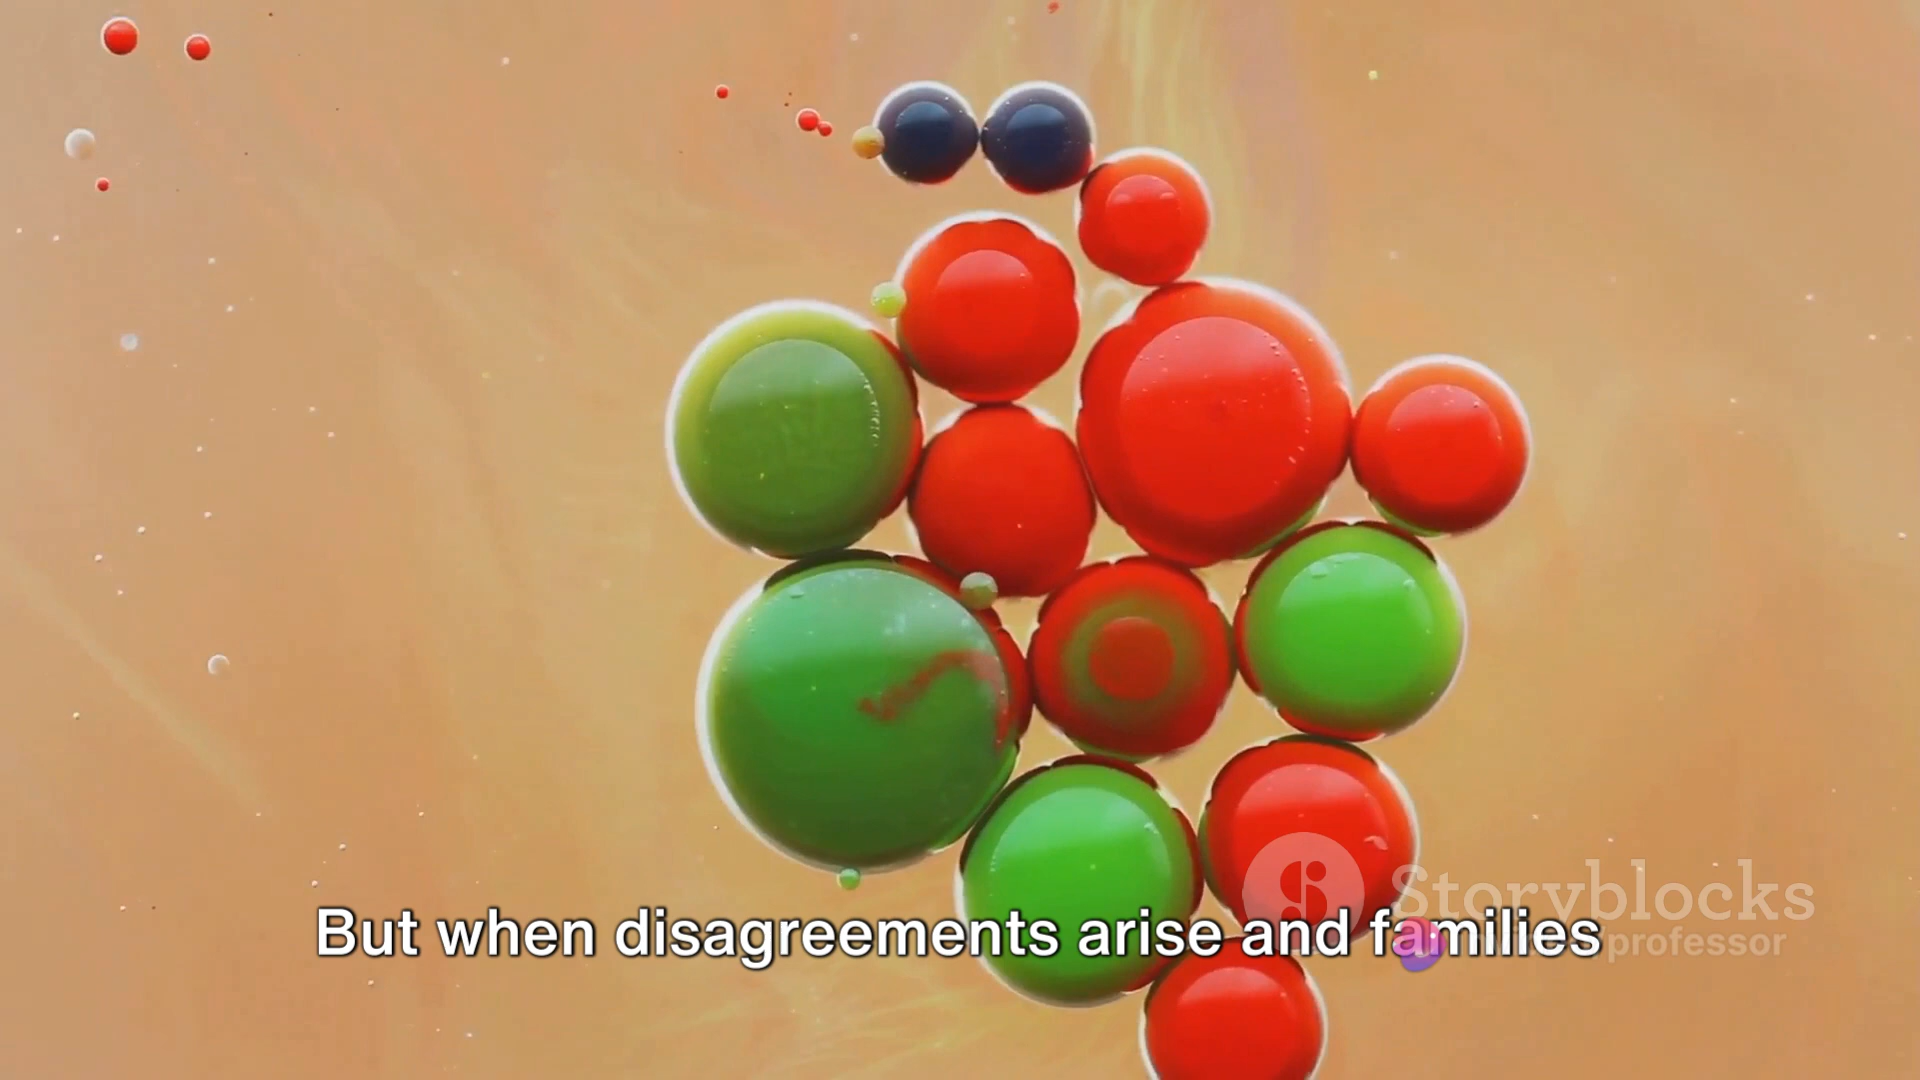 Storyblocks
But when disagreements arise and families
professor